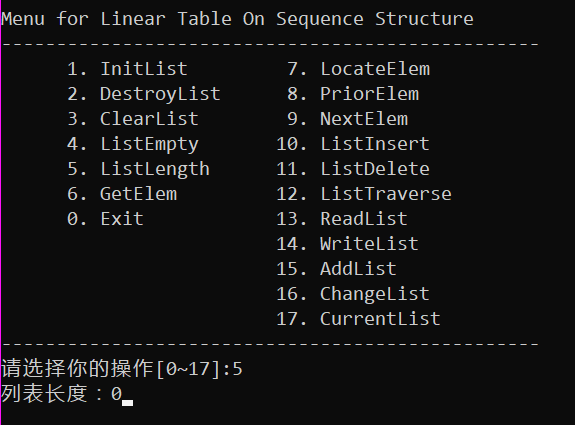 Menu for Linear Table On Sequence Structure
-------------------------------------------------
1. InitList 7. LocateElem
2. DestroyList 8. PriorElem
3. ClearList 9. NextElem
4. ListEmpty 10. ListInsert
5. ListLength 11. ListDelete
6. GetElem 12. ListTraverse
0. Exit 13. ReadList
14. WriteList
15. AddList
16. ChangeList
17. CurrentList
-------------------------------------------------
请选择你的操作[0~17]:5
列表长度：0